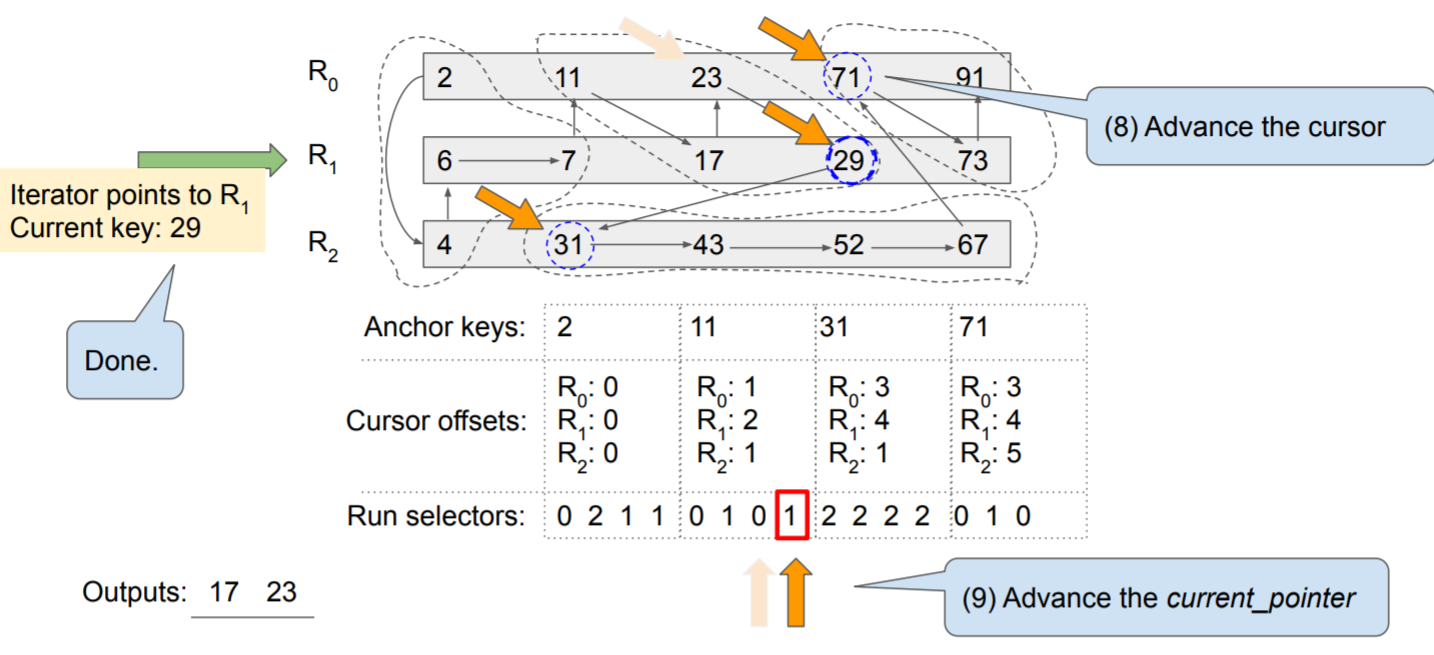 R0 2 11 23 71 91
(8) Advance the cursor
R1 6 7 17 29 73
Iterator points to R1
Current key: 29
R2 4 31 43 52 67
Done.
Anchor keys: 2 11 31 71
Cursor offsets:
R0: 0 R0: 1 R0: 3 R0: 3
R1: 0 R1: 2 R1: 4 R1: 4
R2: 0 R2: 1 R2: 1 R2: 5
Run selectors: 0 2 1 1 0 1 0 1 2 2 2 2 0 1 0
Outputs: 17 23
(9) Advance the current_pointer